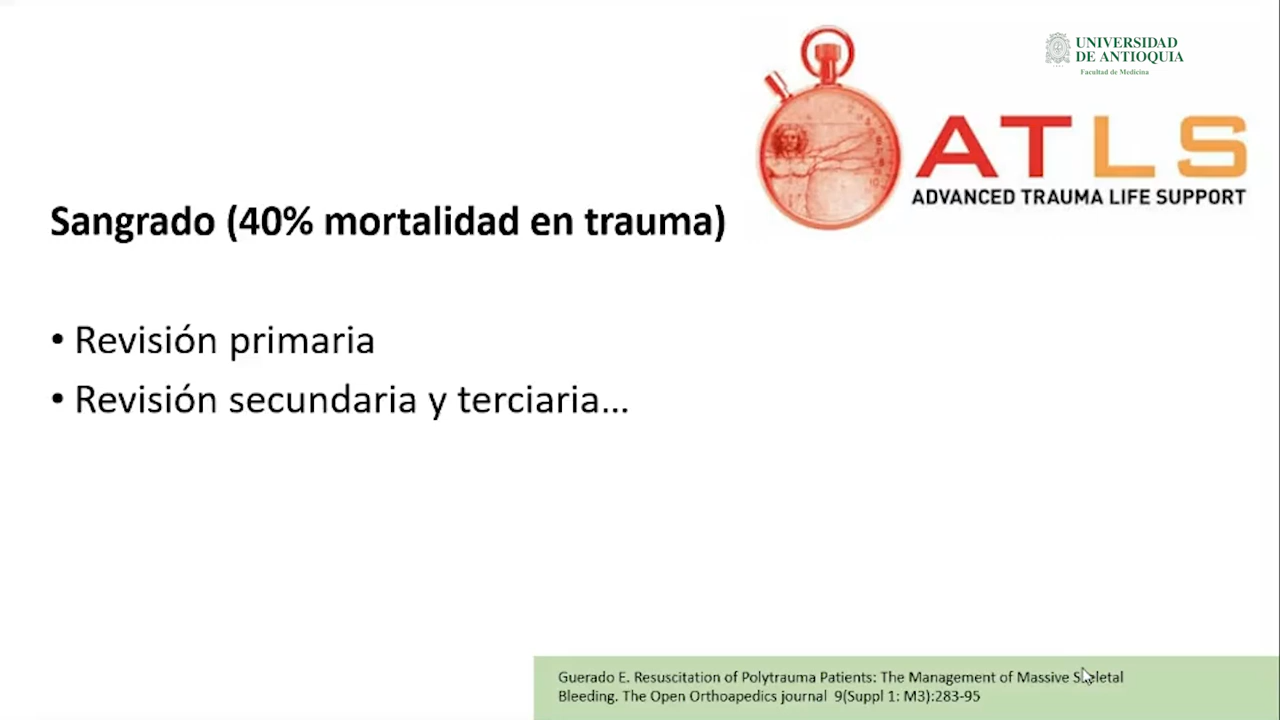 UNIVERSIDAD
DE ANTIOQUIA
Facultad de Medicina
ATLS
ADVANCED TRAUMA LIFE SUPPORT
Sangrado (40% mortalidad en trauma)
• Revisión primaria
• Revisión secundaria y terciaria...
Guerado E. Resuscitation of Polytrauma Patients: The Management of Massive Skeletal
Bleeding. The Open Orthoapedics journal 9(Suppl 1: M3):283-95